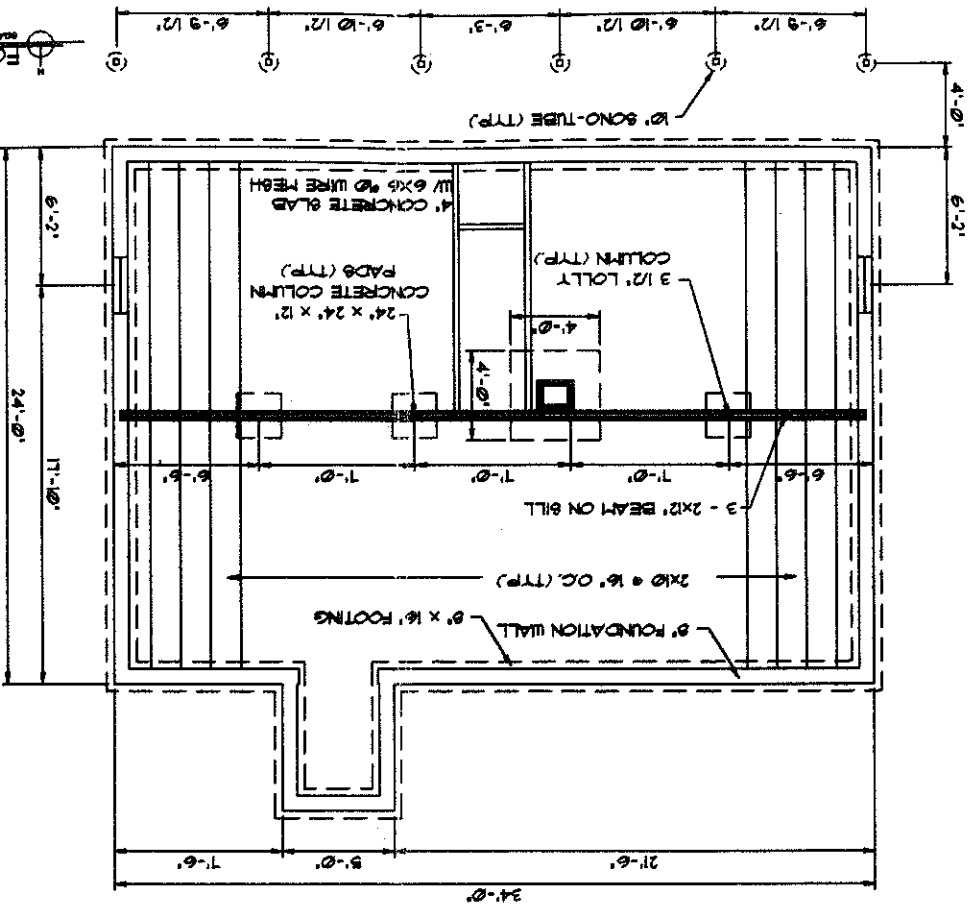 34'-0"
21'-6"
5'-0"
7'-6"
8" FOUNDATION WALL
8" x 16" FOOTING
2x10 @ 16" O.C. (TYP)
3 - 2x12" BEAM ON SILL
17'-10"
24'-0"
6'-6"
7'-0"
7'-0"
7'-0"
6'-6"
4'-0"
4'-0"
3 1/2" LOLLY
COLUMN (TYP)
24" x 24" x 12"
CONCRETE COLUMN
PADS (TYP)
6'-2"
6'-2"
4" CONCRETE SLAB
W/ 6X6 #10 WIRE MESH
10" SONO-TUBE (TYP)
4'-0"
6'-9 1/2"
6'-10 1/2"
6'-3"
6'-10 1/2"
6'-9 1/2"